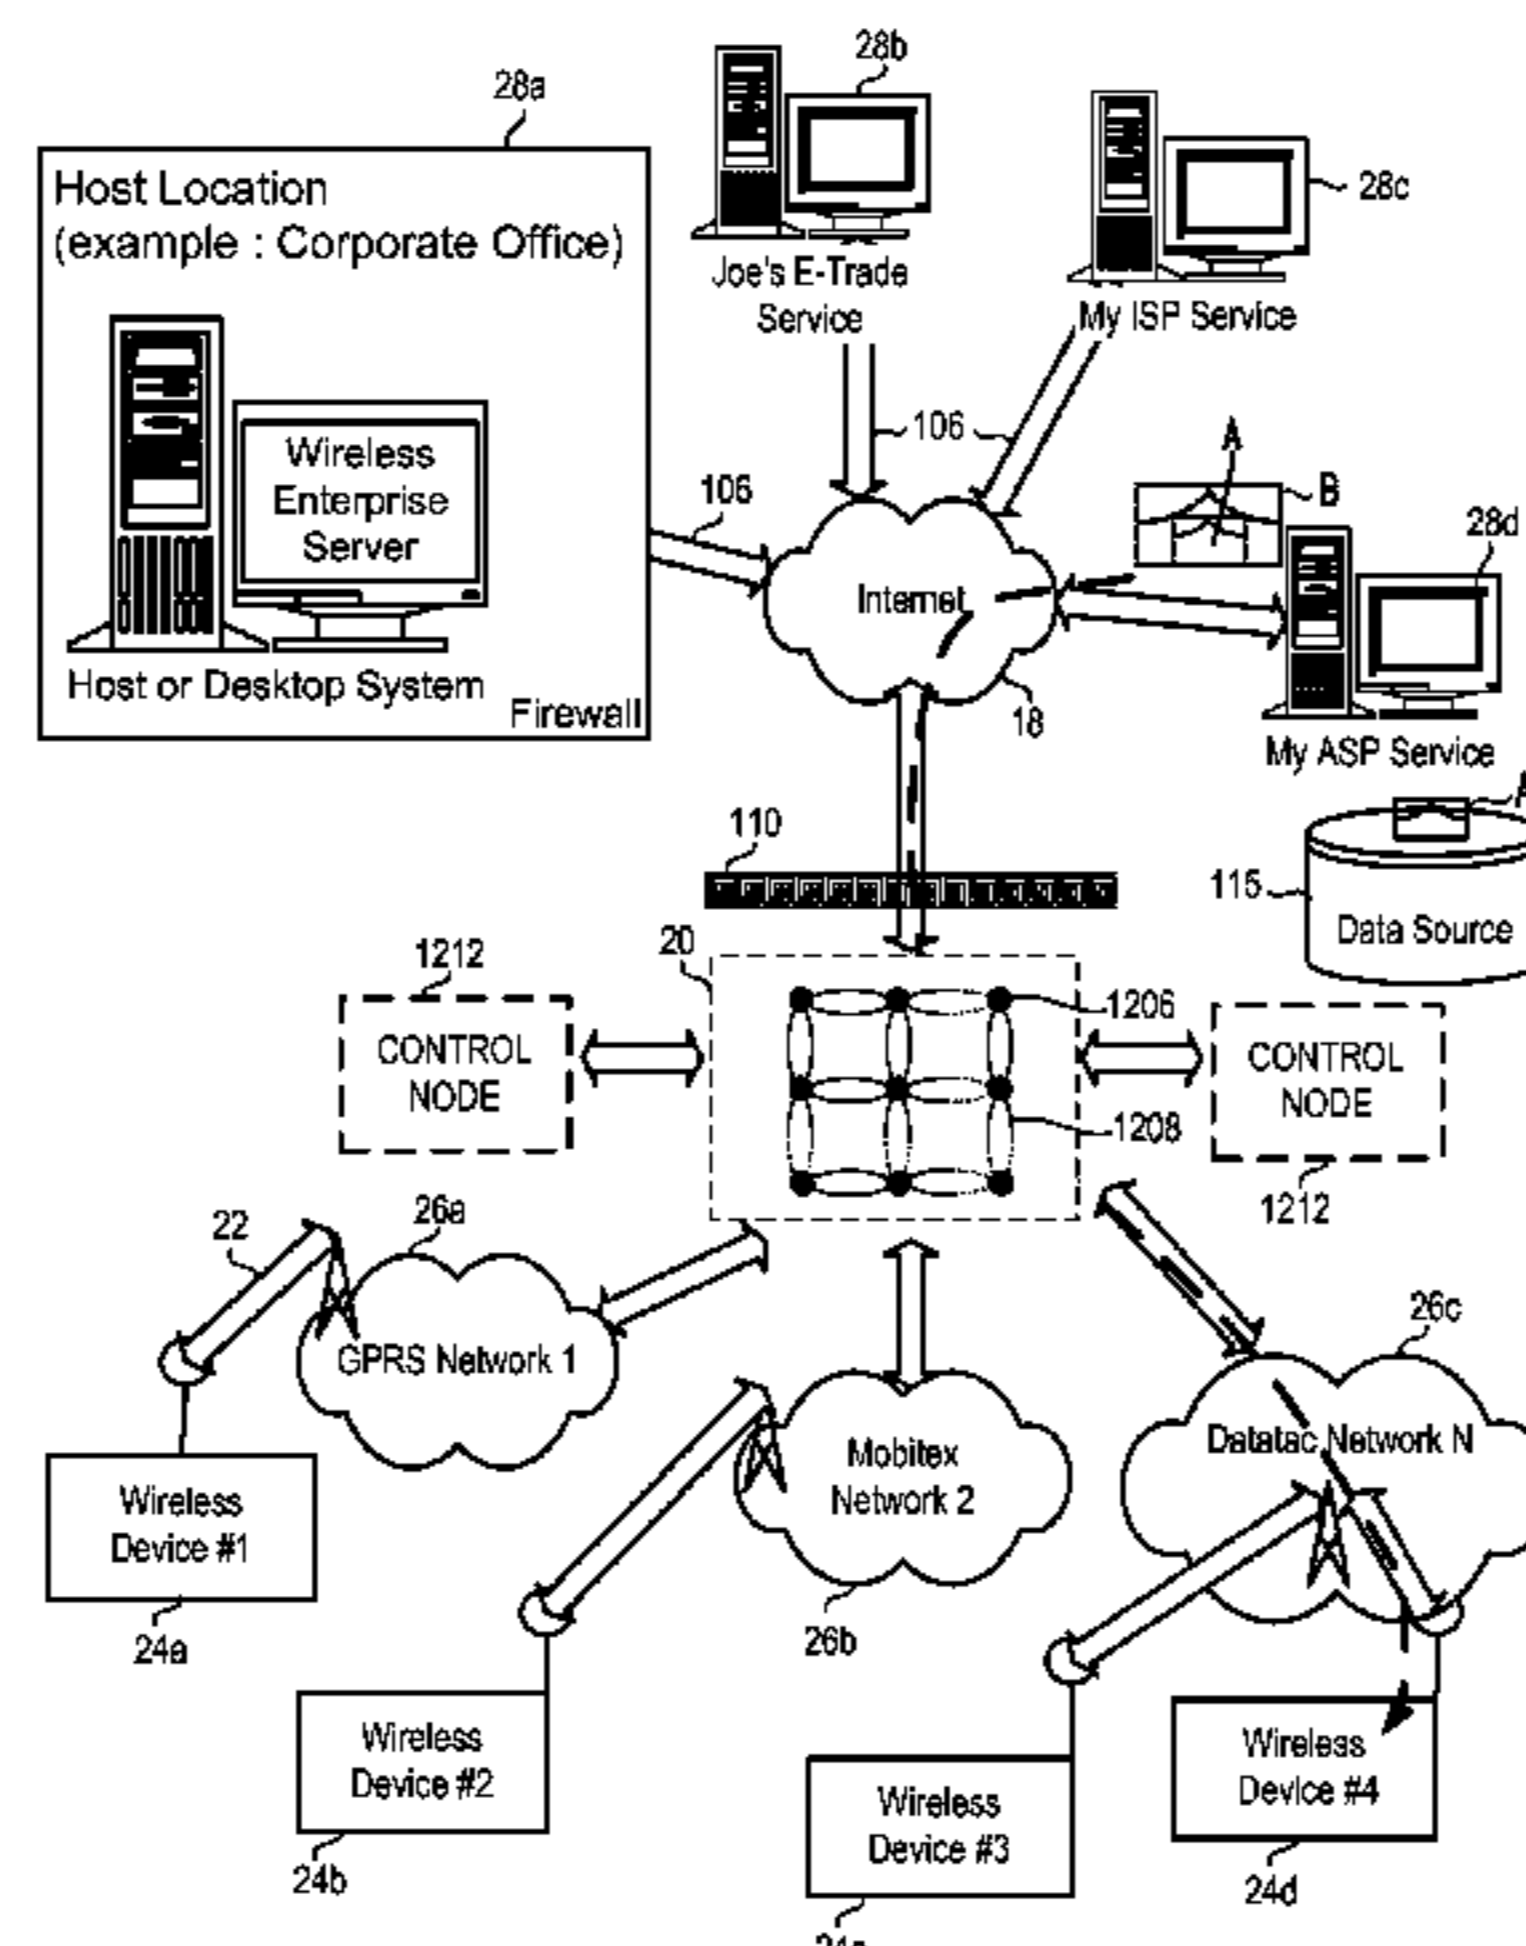 28b
28a
28c
Host Location
(example : Corporate Office)
Joe's E-Trade
Service
My ISP Service
Wireless
Enterprise
Server
Host or Desktop System
Firewall
106
106
A
B
28d
Internet
18
My ASP Service
110
115
Data Source
20
1212
CONTROL
NODE
1206
1208
CONTROL
NODE
1212
22
26a
GPRS Network 1
26c
Mobitex
Network 2
Datatac Network N
26b
Wireless
Device #1
24a
Wireless
Device #2
24b
Wireless
Device #3
Wireless
Device #4
24d